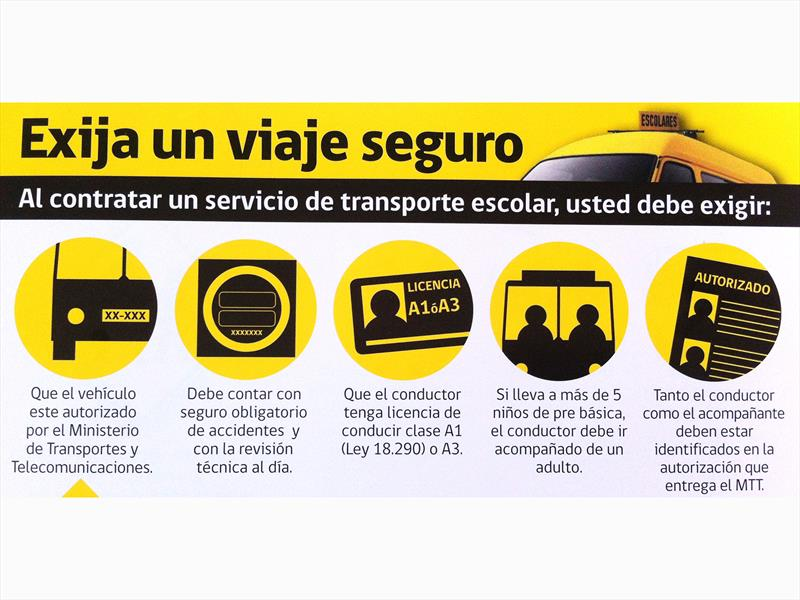 ESCOLARES
Exija un viaje seguro
Al contratar un servicio de transporte escolar, usted debe exigir:
XX-XXX
Que el vehículo
este autorizado
por el Ministerio
de Transportes y
Telecomunicaciones.
XXXXXXX
Debe contar con
seguro obligatorio
de accidentes y
con la revisión
técnica al día.
LICENCIA
A1óA3
Que el conductor
tenga licencia de
conducir clase A1
(Ley 18.290) o A3.
Si lleva a más de 5
niños de pre básica,
el conductor debe ir
acompañado de un
adulto.
AUTORIZADO
Tanto el conductor
como el acompañante
deben estar
identificados en la
autorización que
entrega el MTT.